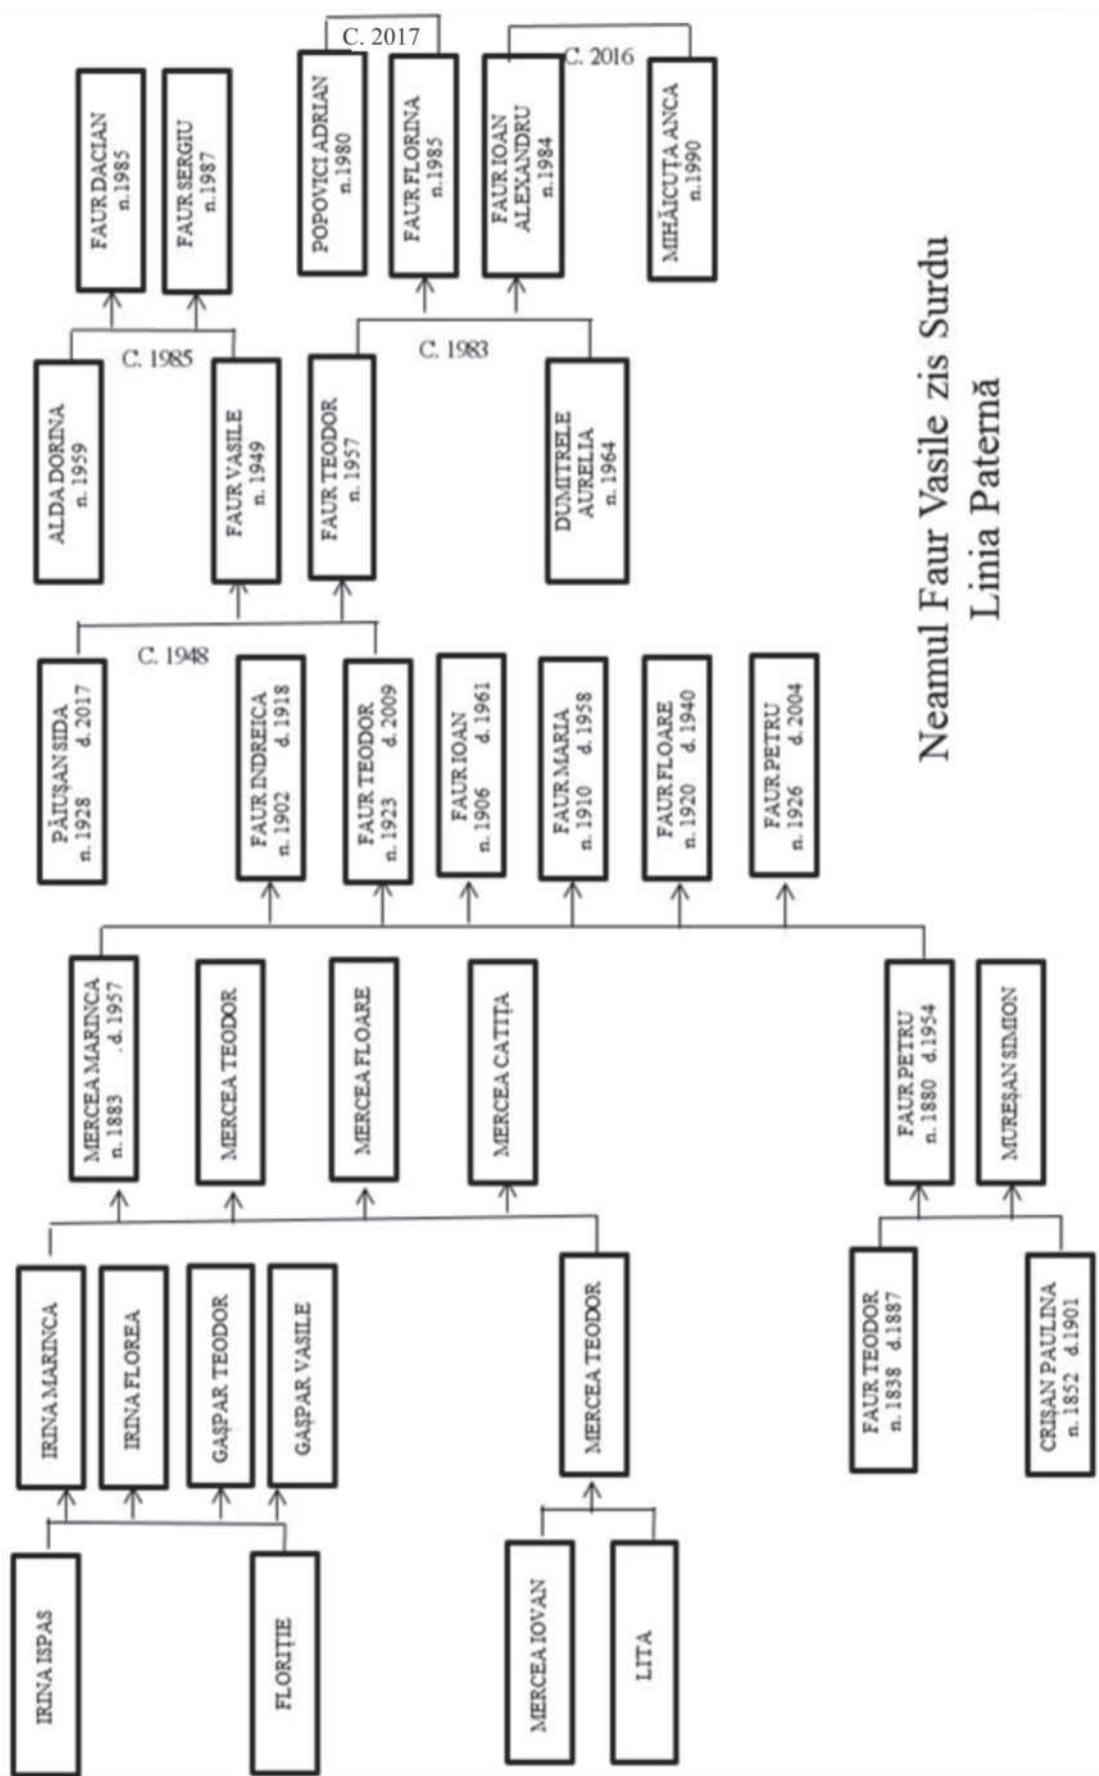 IRINA ISPAS
FLORIȚIE
MERCEA IOVAN
LITA
IRINA MARINCA
IRINA FLOREA
GAȘPAR TEODOR
GAȘPAR VASILE
MERCEA TEODOR
FAUR TEODOR
n. 1838 d.1887
CRIȘAN PAULINA
n. 1852 d.1901
MERCEA MARINCA
n. 1883 . d. 1957
MERCEA TEODOR
MERCEA FLOARE
MERCEA CATIȚA
FAUR PETRU
n. 1880 d.1954
MUREȘAN SIMION
PĂIUȘAN SIDA
n. 1928 d. 2017
C. 1948
FAUR INDREICA
n. 1902 d. 1918
FAUR TEODOR
n. 1923 d. 2009
FAUR IOAN
n. 1906 d. 1961
FAUR MARIA
n. 1910 d. 1958
FAUR FLOARE
n. 1920 d. 1940
FAUR PETRU
n. 1926 d. 2004
ALDA DORINA
n. 1959
C. 1985
FAUR VASILE
n. 1949
FAUR TEODOR
n. 1957
C. 1983
DUMITRELE
AURELIA
n. 1964
FAUR DACIAN
n.1985
FAUR SERGIU
n.1987
POPOVICI ADRIAN
n.1980
C. 2017
FAUR FLORINA
n.1985
FAUR IOAN
ALEXANDRU
n.1984
C. 2016
MIHĂICUȚA ANCA
n.1990
Neamul Faur Vasile zis Surdu
Linia Paternă